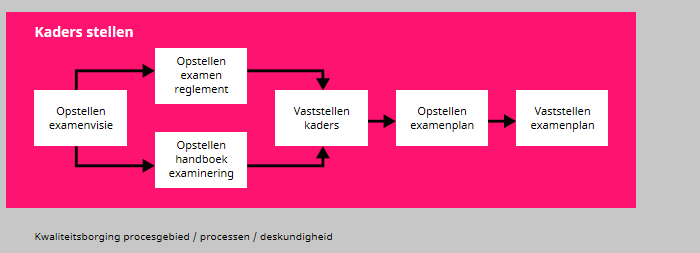 Kaders stellen
Opstellen
examenvisie
Opstellen
examen
reglement
Opstellen
handboek
examinering
Vaststellen
kaders
Opstellen
examenplan
Vaststellen
examenplan
Kwaliteitsborging procesgebied / processen / deskundigheid